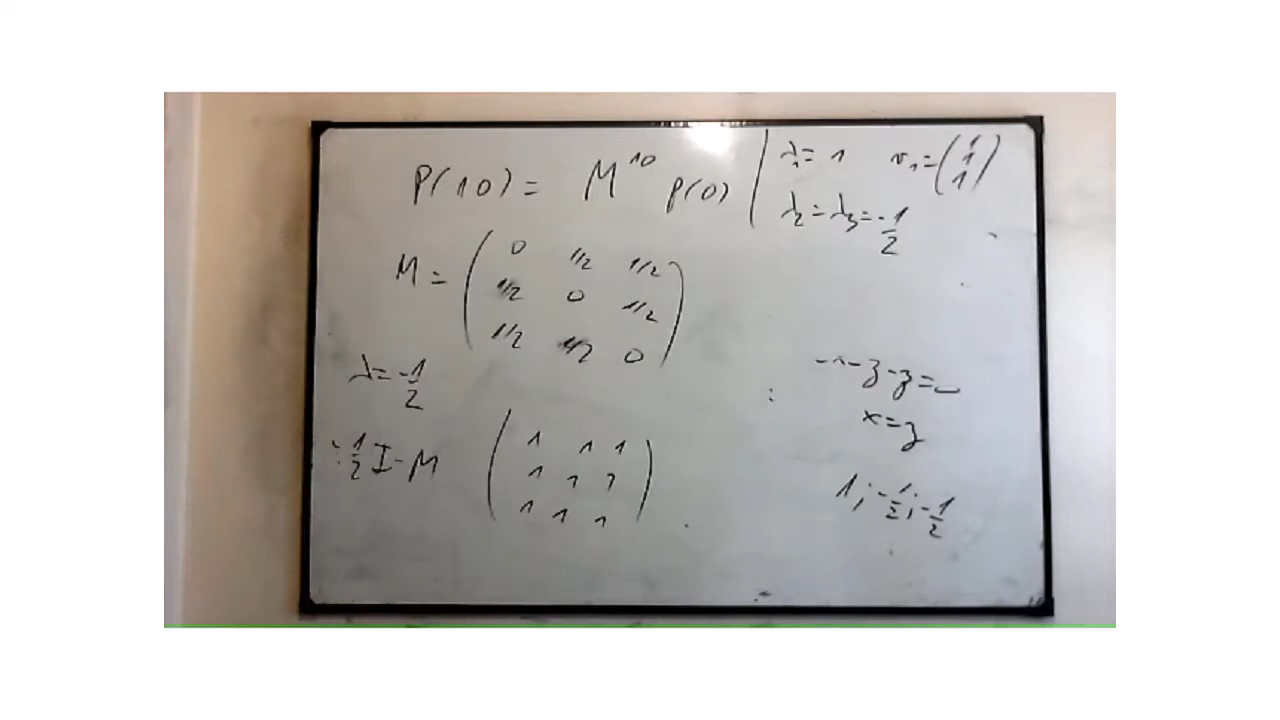 P(10) = M^10 p(0)
λ₁ = 1 v₁ = (1 1 1)
λ₂ = λ₃ = -1/2
M = ( 0 1/2 1/2
1/2 0 1/2
1/2 1/2 0 )
λ = -1/2
-1/2 I - M ( 1 1 1
1 1 1
1 1 1 )
x = z
1; -1/2; -1/2